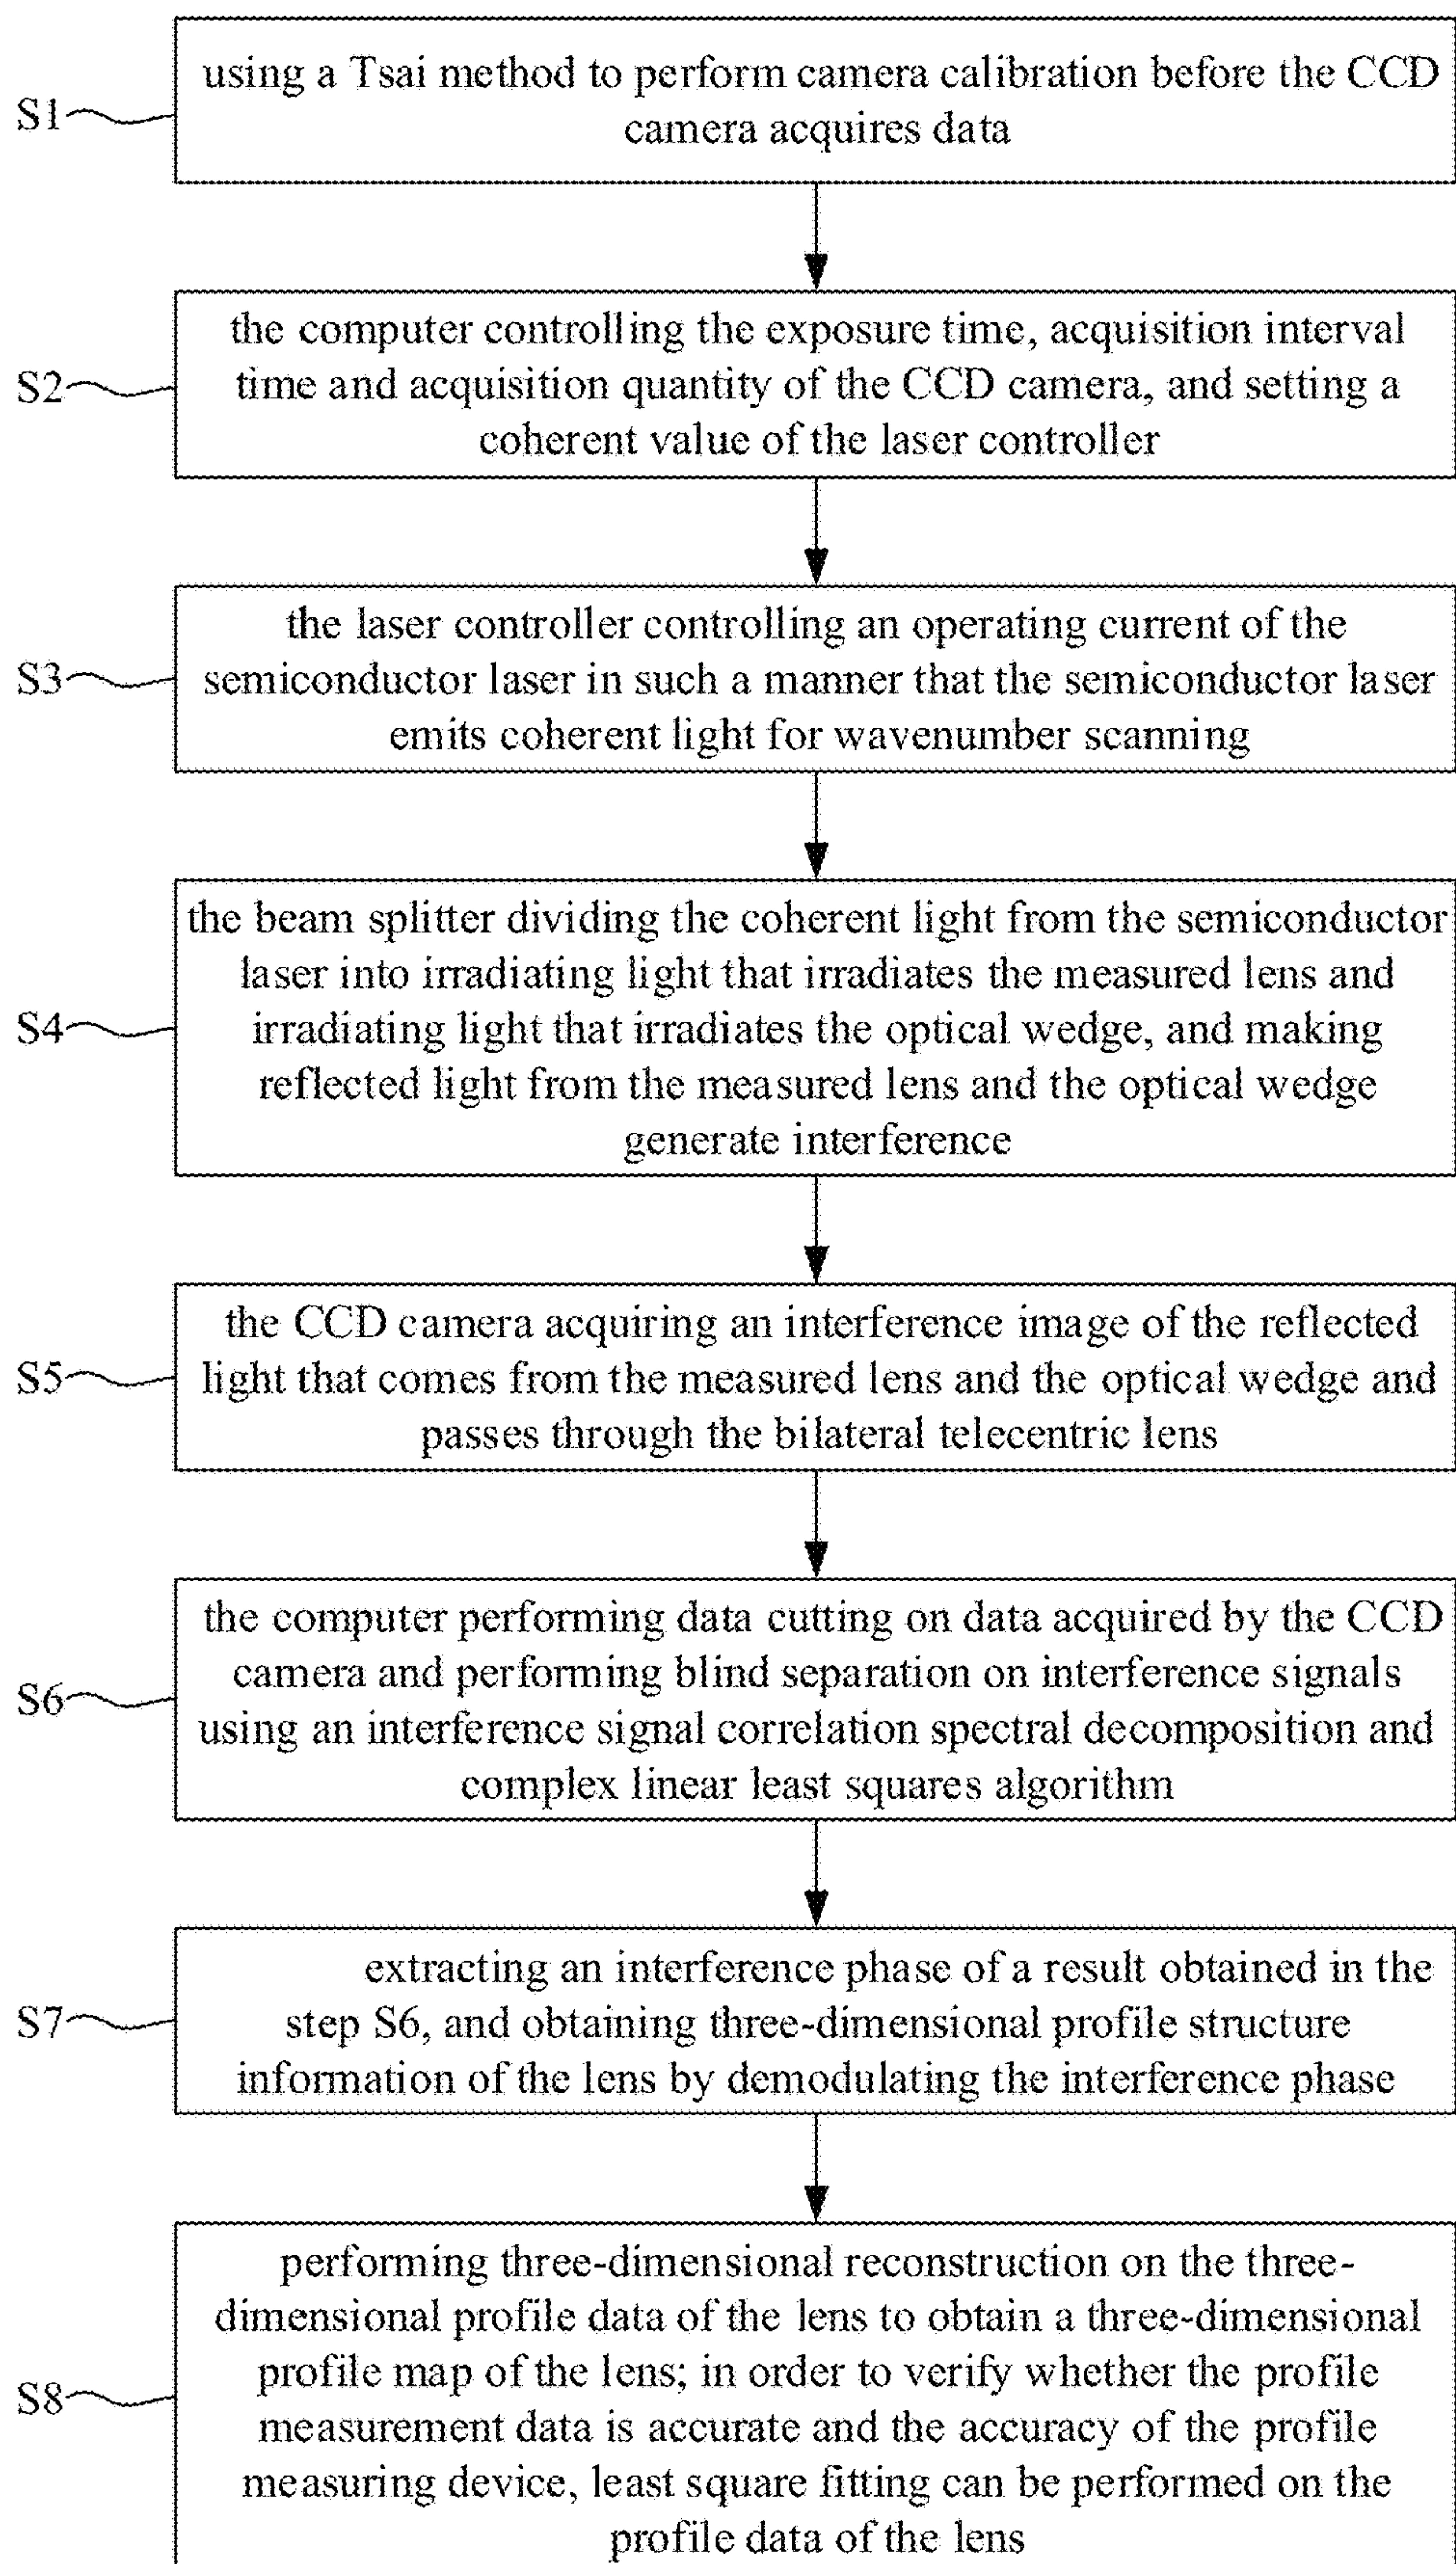 S1
using a Tsai method to perform camera calibration before the CCD
camera acquires data
S2
the computer controlling the exposure time, acquisition interval
time and acquisition quantity of the CCD camera, and setting a
coherent value of the laser controller
S3
the laser controller controlling an operating current of the
semiconductor laser in such a manner that the semiconductor laser
emits coherent light for wavenumber scanning
S4
the beam splitter dividing the coherent light from the semiconductor
laser into irradiating light that irradiates the measured lens and
irradiating light that irradiates the optical wedge, and making
reflected light from the measured lens and the optical wedge
generate interference
S5
the CCD camera acquiring an interference image of the reflected
light that comes from the measured lens and the optical wedge and
passes through the bilateral telecentric lens
S6
the computer performing data cutting on data acquired by the CCD
camera and performing blind separation on interference signals
using an interference signal correlation spectral decomposition and
complex linear least squares algorithm
S7
extracting an interference phase of a result obtained in the
step S6, and obtaining three-dimensional profile structure
information of the lens by demodulating the interference phase
S8
performing three-dimensional reconstruction on the three-
dimensional profile data of the lens to obtain a three-dimensional
profile map of the lens; in order to verify whether the profile
measurement data is accurate and the accuracy of the profile
measuring device, least square fitting can be performed on the
profile data of the lens